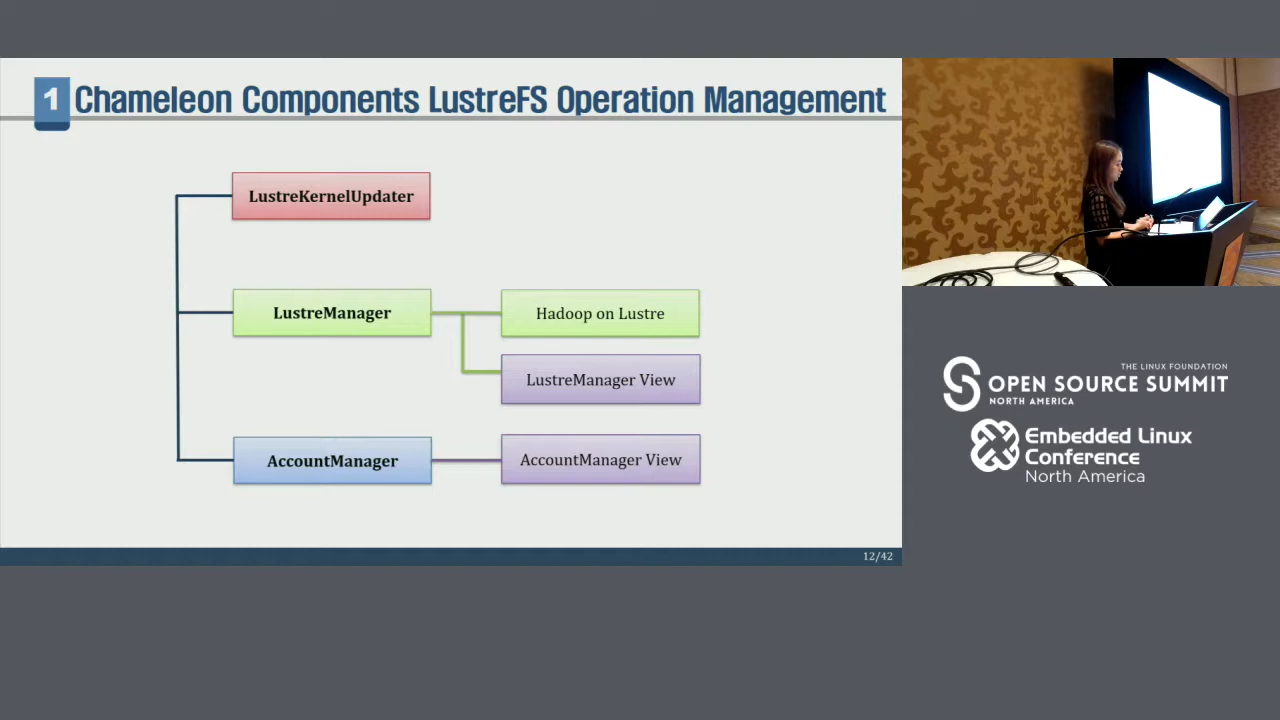 1 Chameleon Components LustreFS Operation Management
LustreKernelUpdater
LustreManager
Hadoop on Lustre
LustreManager View
AccountManager
AccountManager View
12/42
THE LINUX FOUNDATION
OPEN SOURCE SUMMIT
NORTH AMERICA
Embedded Linux
Conference
North America